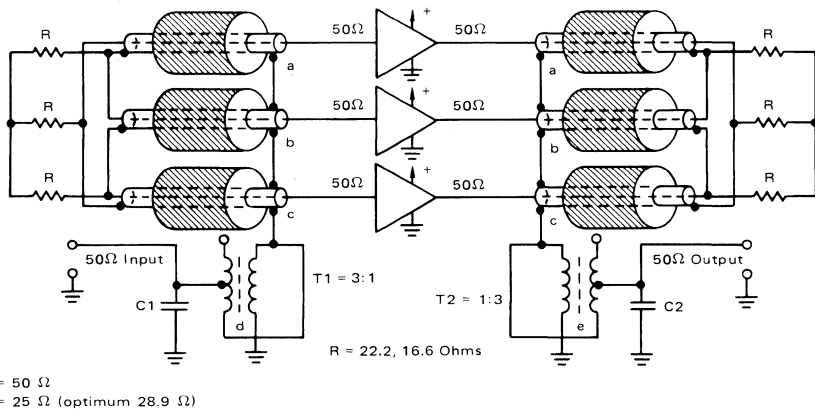 50Ω
+
50Ω
R
a
a
R
50Ω
+
50Ω
R
b
b
R
50Ω
+
50Ω
R
c
c
R
50Ω Input
T1 = 3:1
50Ω Output
C1
d
T2 = 1:3
e
C2
R = 22.2, 16.6 Ohms
= 50 Ω
= 25 Ω (optimum 28.9 Ω)